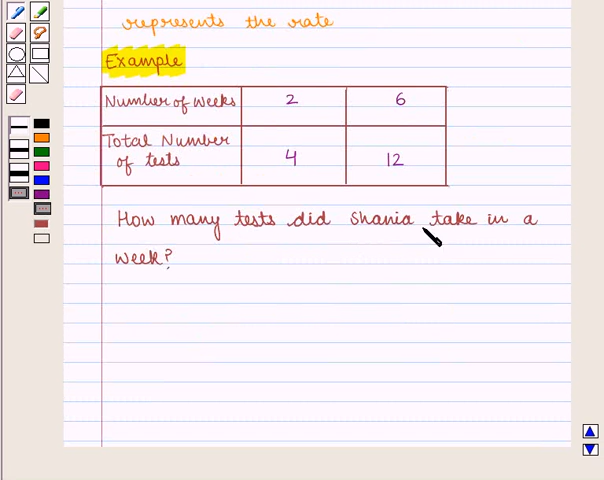 represents the rate
Example
Number of weeks 2 6
Total Number
of tests 4 12
How many tests did Shania take in a
week?